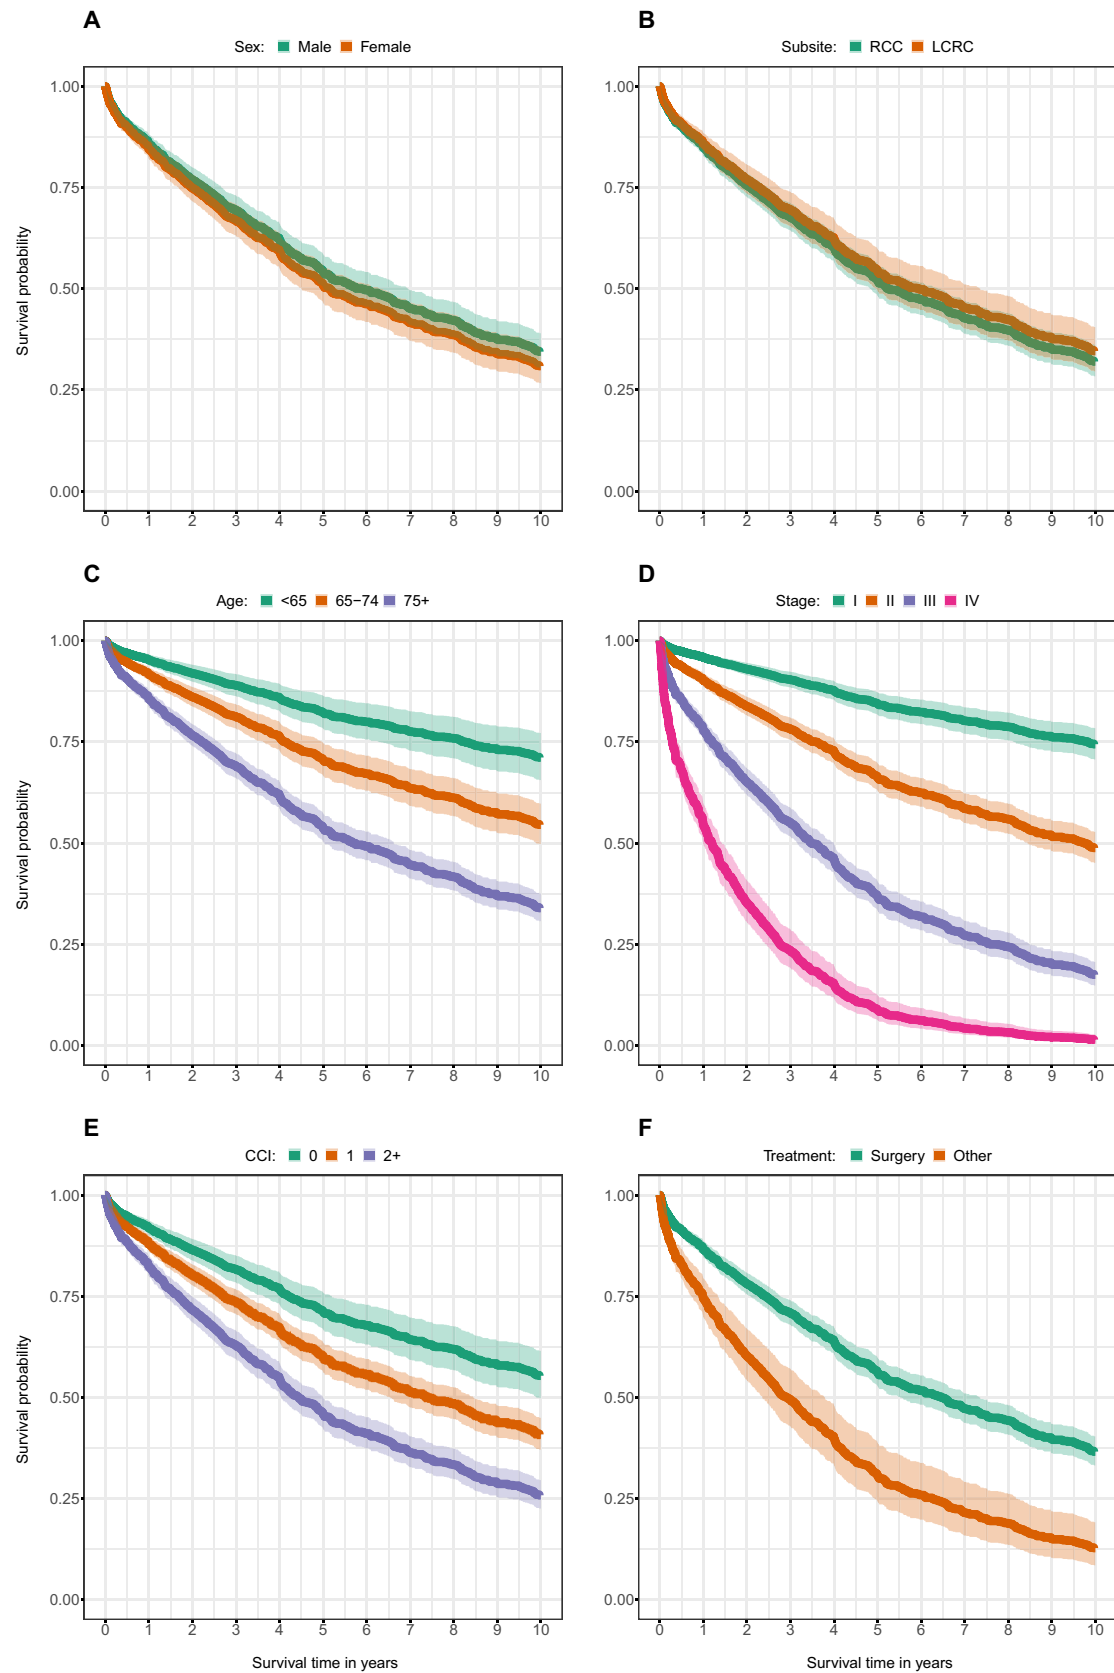 A
Sex: Male Female
1.00
0.75
0.50
0.25
0.00
Survival probability
0 1 2 3 4 5 6 7 8 9 10
B
Subsite: RCC LCRC
1.00
0.75
0.50
0.25
0.00
0 1 2 3 4 5 6 7 8 9 10
C
Age: <65 65−74 75+
1.00
0.75
0.50
0.25
0.00
Survival probability
0 1 2 3 4 5 6 7 8 9 10
D
Stage: I II III IV
1.00
0.75
0.50
0.25
0.00
0 1 2 3 4 5 6 7 8 9 10
E
CCI: 0 1 2+
1.00
0.75
0.50
0.25
0.00
Survival probability
0 1 2 3 4 5 6 7 8 9 10
Survival time in years
F
Treatment: Surgery Other
1.00
0.75
0.50
0.25
0.00
0 1 2 3 4 5 6 7 8 9 10
Survival time in years